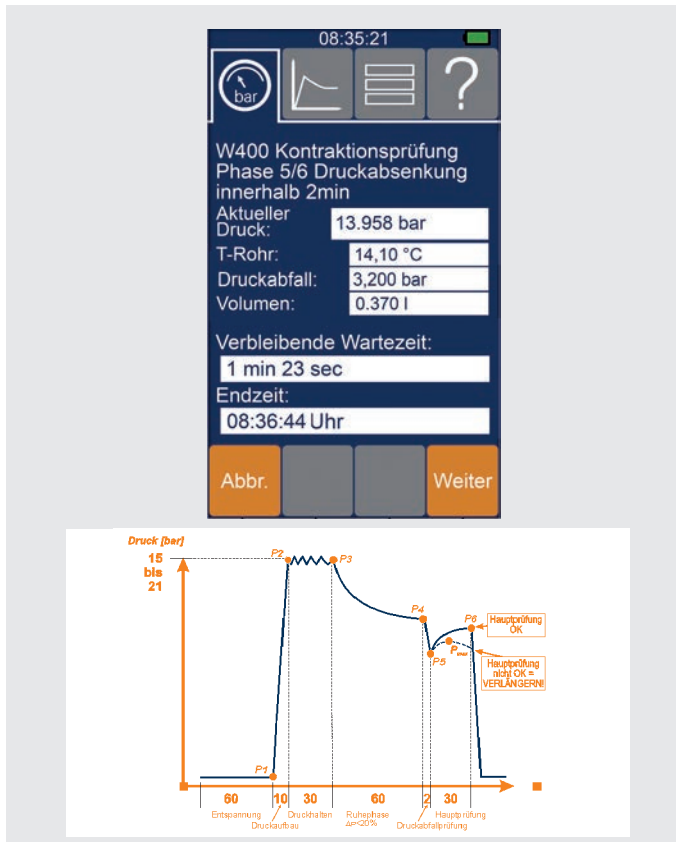 08:35:21
bar
?
W400 Kontraktionsprüfung
Phase 5/6 Druckabsenkung
innerhalb 2min
Aktueller
Druck: 13.958 bar
T-Rohr: 14,10 °C
Druckabfall: 3,200 bar
Volumen: 0.370 l
Verbleibende Wartezeit:
1 min 23 sec
Endzeit:
08:36:44 Uhr
Abbr. Weiter
Druck [bar]
15
bis
21
P2 P3
P4
P6
Hauptprüfung
OK
P5
Pmax
Hauptprüfung
nicht OK =
VERLÄNGERN!
P1
60 10 30 60 2 30
Entspannung Druckhalten Ruhephase Hauptprüfung
Druckaufbau Δp<20% Druckabfallprüfung